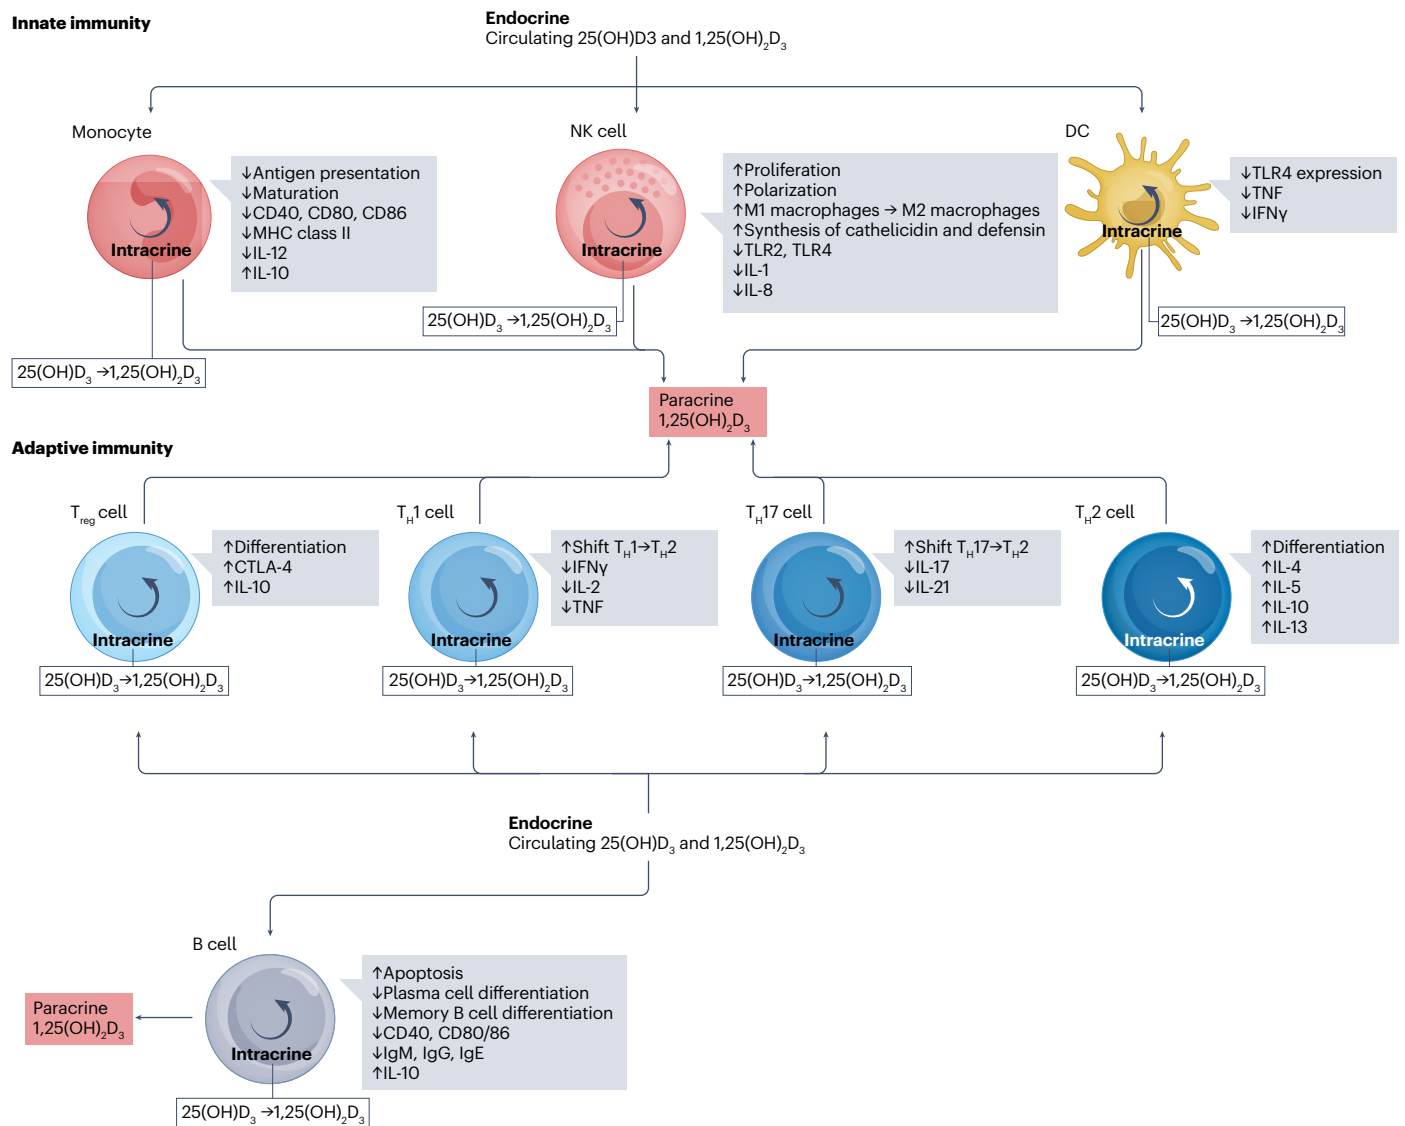 Innate immunity
Endocrine
Circulating 25(OH)D3 and 1,25(OH)₂D₃
Monocyte
↓Antigen presentation
↓Maturation
↓CD40, CD80, CD86
↓MHC class II
↓IL-12
↑IL-10
Intracrine
25(OH)D₃ →1,25(OH)₂D₃
NK cell
↑Proliferation
↑Polarization
↑M1 macrophages → M2 macrophages
↑Synthesis of cathelicidin and defensin
↓TLR2, TLR4
↓IL-1
↓IL-8
Intracrine
25(OH)D₃ →1,25(OH)₂D₃
DC
↓TLR4 expression
↓TNF
↓IFNγ
Intracrine
25(OH)D₃ →1,25(OH)₂D₃
Paracrine
1,25(OH)₂D₃
Adaptive immunity
T_reg cell
↑Differentiation
↑CTLA-4
↑IL-10
Intracrine
25(OH)D₃→1,25(OH)₂D₃
T_H1 cell
↑Shift T_H1→T_H2
↓IFNγ
↓IL-2
↓TNF
Intracrine
25(OH)D₃→1,25(OH)₂D₃
T_H17 cell
↑Shift T_H17→T_H2
↓IL-17
↓IL-21
Intracrine
25(OH)D₃→1,25(OH)₂D₃
T_H2 cell
↑Differentiation
↑IL-4
↑IL-5
↑IL-10
↑IL-13
Intracrine
25(OH)D₃→1,25(OH)₂D₃
Endocrine
Circulating 25(OH)D₃ and 1,25(OH)₂D₃
B cell
↑Apoptosis
↓Plasma cell differentiation
↓Memory B cell differentiation
↓CD40, CD80/86
↓IgM, IgG, IgE
↑IL-10
Intracrine
25(OH)D₃ →1,25(OH)₂D₃
Paracrine
1,25(OH)₂D₃